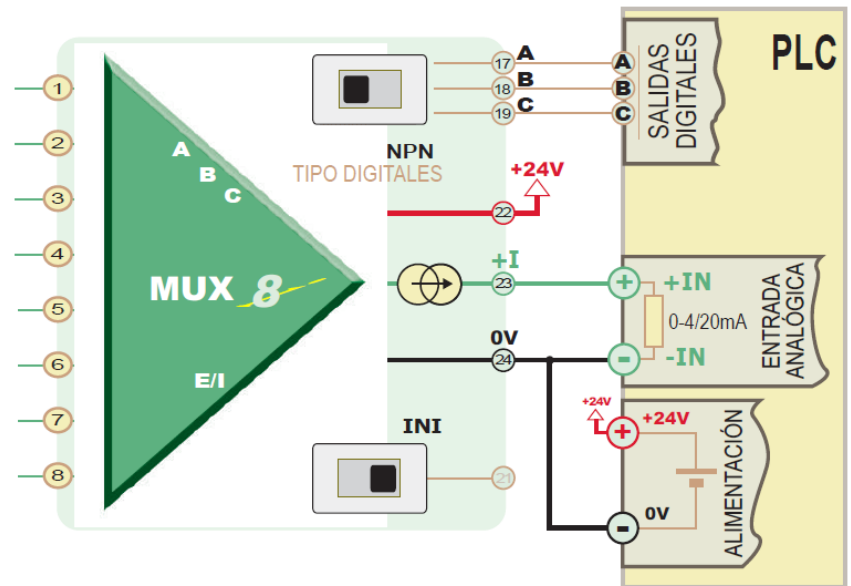 1
2
3
4
5
6
7
8
A
B
C
MUX 8
E/I
17 A
18 B
19 C
NPN
TIPO DIGITALES
+24V
22
+I
23
0V
24
INI
21
PLC
A
B
C
SALIDAS
DIGITALES
+
+IN
0-4/20mA
-
-IN
ENTRADA
ANALÓGICA
+24V
+
+24V
-
0V
ALIMENTACIÓN